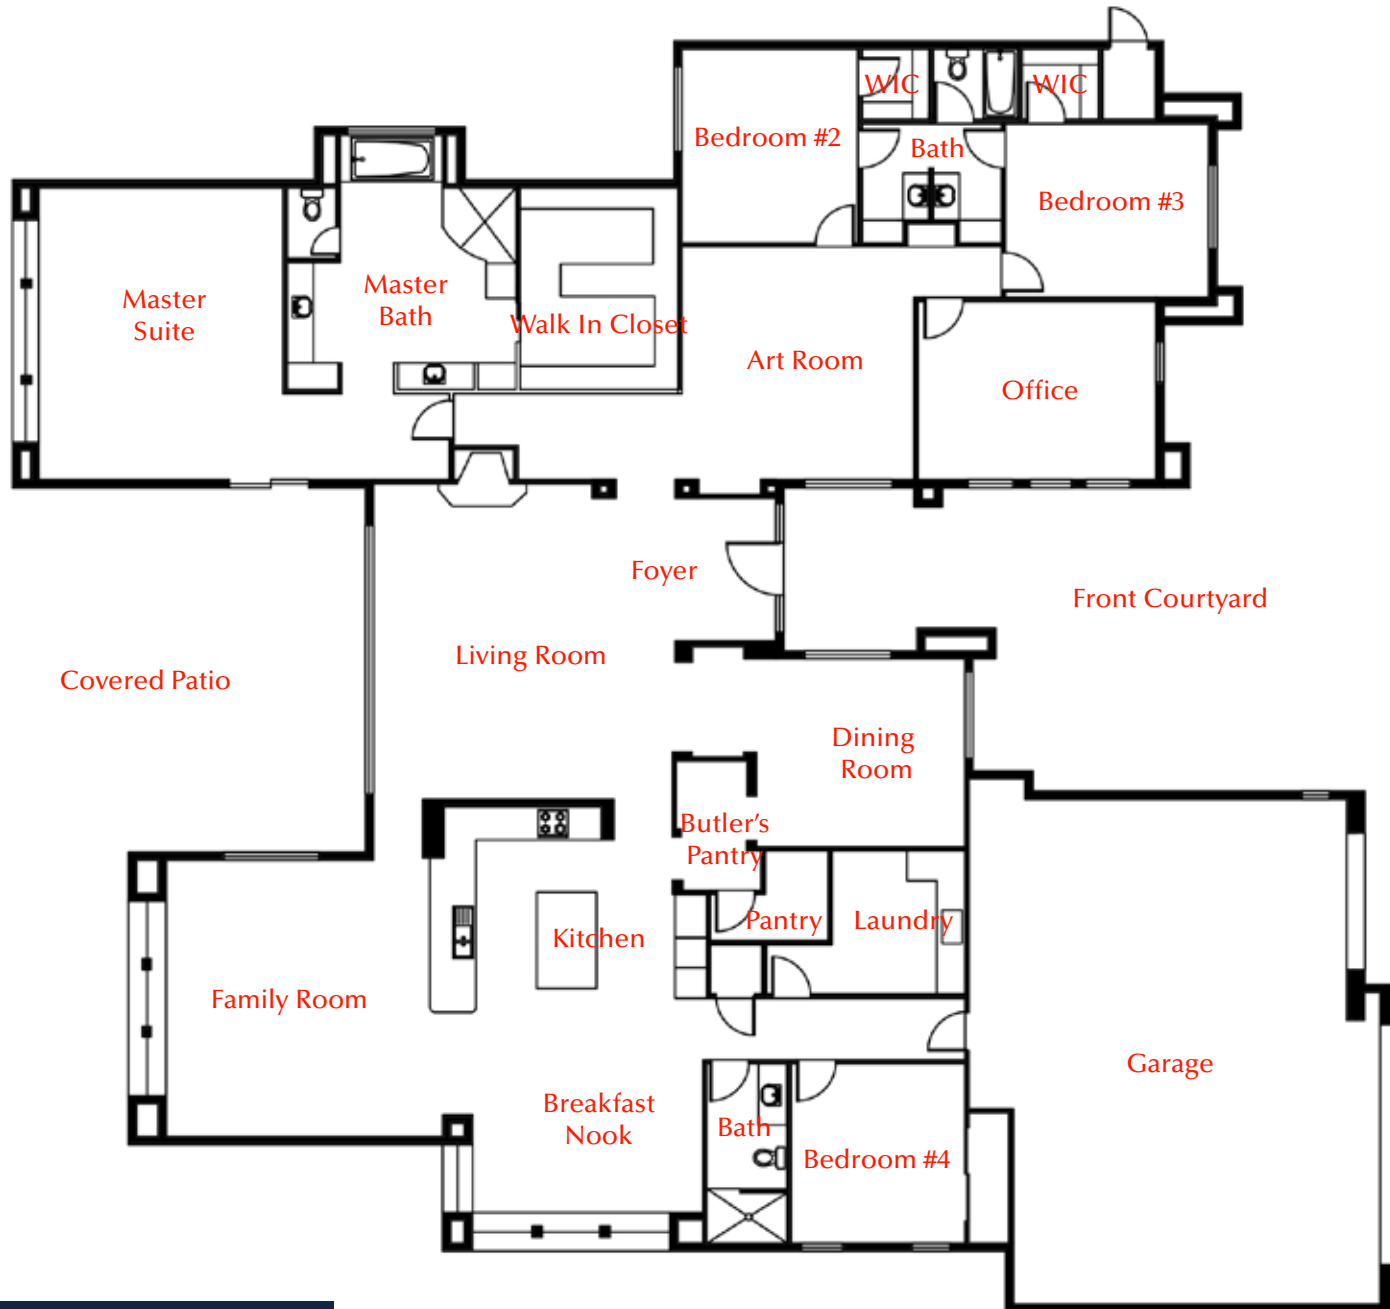 WIC
WIC
Bedroom #2
Bath
Bedroom #3
Master
Suite
Master
Bath
Walk In Closet
Art Room
Office
Foyer
Front Courtyard
Living Room
Covered Patio
Dining
Room
Butler’s
Pantry
Pantry
Laundry
Kitchen
Family Room
Garage
Breakfast
Nook
Bath
Bedroom #4